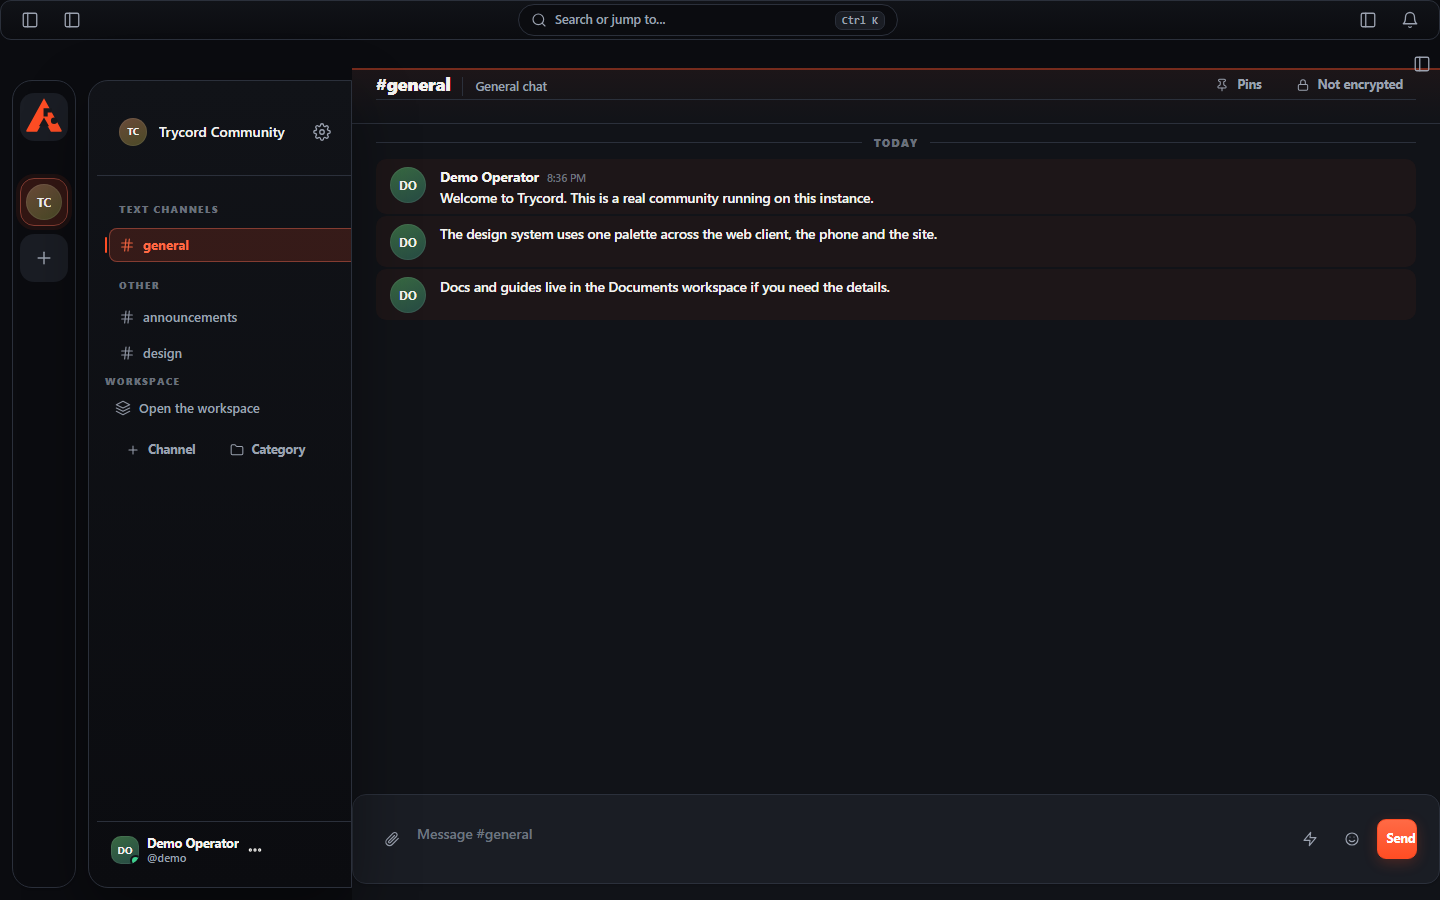 Search or jump to...
Ctrl K
TC
Trycord Community
TC
TEXT CHANNELS
# general
OTHER
# announcements
# design
WORKSPACE
Open the workspace
+ Channel
Category
DO
Demo Operator
@demo
#general
General chat
Pins
Not encrypted
TODAY
DO
Demo Operator 8:36 PM
Welcome to Trycord. This is a real community running on this instance.
DO
The design system uses one palette across the web client, the phone and the site.
DO
Docs and guides live in the Documents workspace if you need the details.
Message #general
Send